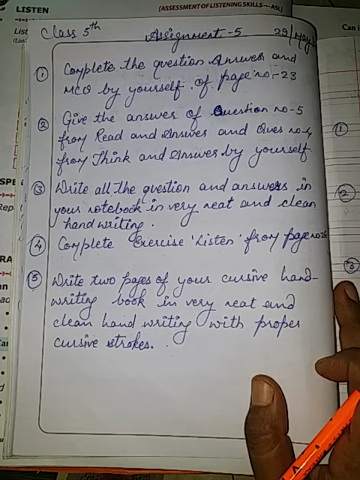 LISTEN
(ASSESSMENT OF LISTENING SKILLS — ASL)
Class 5th Assignment-5 29/May
① Complete the question Answers and
MCQ by yourself of page no-23
② Give the answer of Question no-5
from Read and Answer and Ques no-4
from Think and Answer by yourself.
③ Write all the question and answers in
your notebook in very neat and clean
hand writing.
④ Complete Exercise 'Listen' from page no
⑤ Write two pages of your cursive hand-
writing book in very neat and
clean hand writing with proper
cursive strokes.
①
②
③